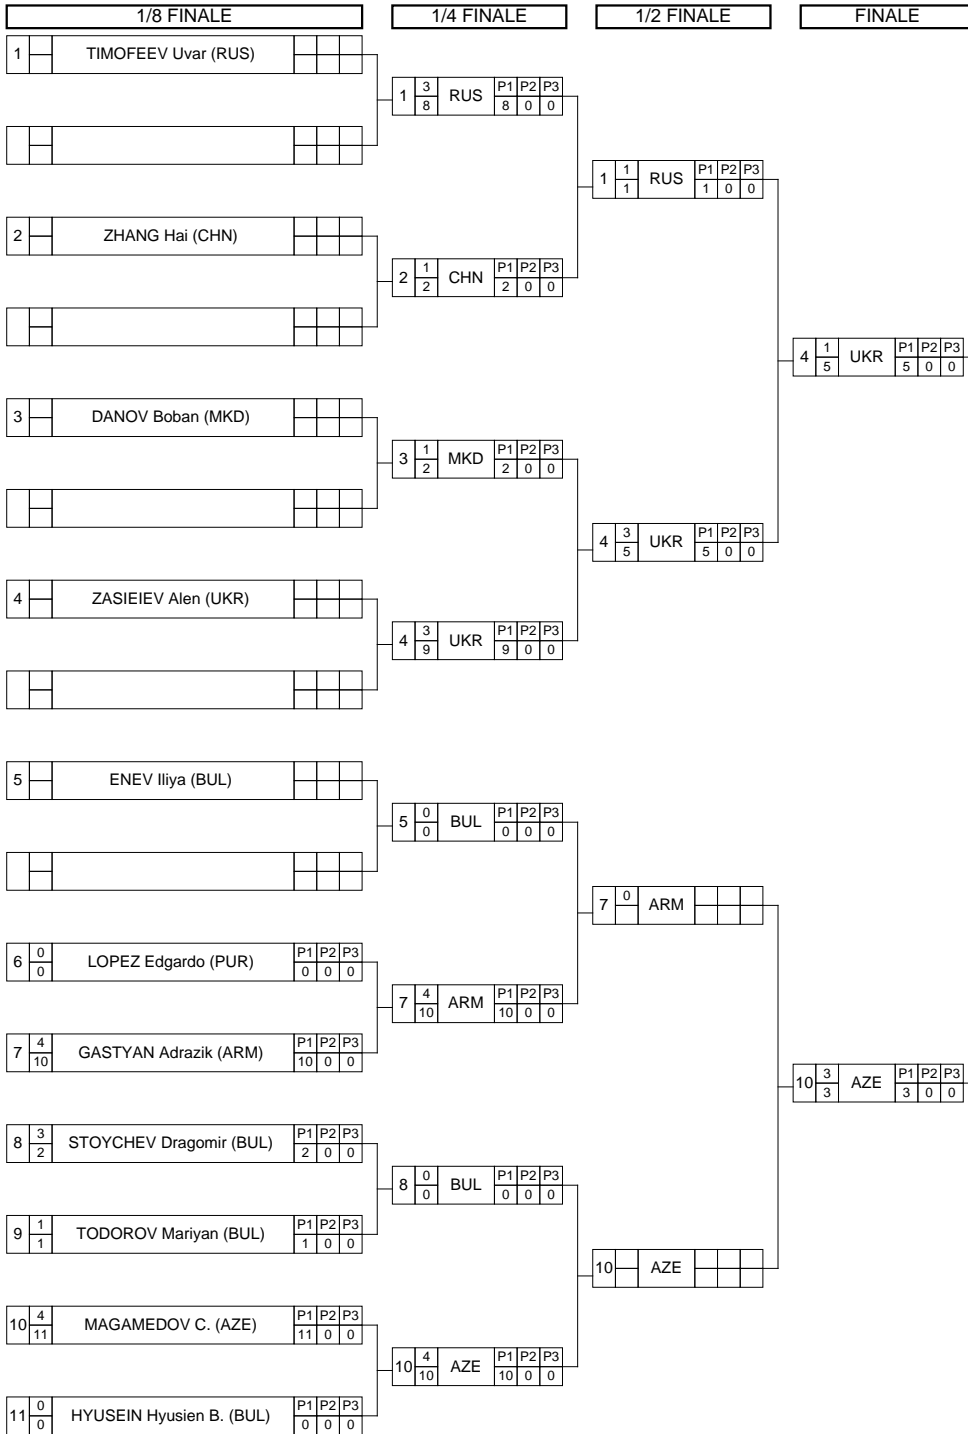 1/8 FINALE 1/4 FINALE 1/2 FINALE FINALE
1 TIMOFEEV Uvar (RUS)
1 3 8 RUS P1 P2 P3 8 0 0
1 1 1 RUS P1 P2 P3 1 0 0
2 ZHANG Hai (CHN)
2 1 2 CHN P1 P2 P3 2 0 0
4 1 5 UKR P1 P2 P3 5 0 0
3 DANOV Boban (MKD)
3 1 2 MKD P1 P2 P3 2 0 0
4 3 5 UKR P1 P2 P3 5 0 0
4 ZASIEIEV Alen (UKR)
4 3 9 UKR P1 P2 P3 9 0 0
5 ENEV Iliya (BUL)
5 0 0 BUL P1 P2 P3 0 0 0
7 0 ARM
6 0 0 LOPEZ Edgardo (PUR) P1 P2 P3 0 0 0
7 4 10 ARM P1 P2 P3 10 0 0
7 4 10 GASTYAN Adrazik (ARM) P1 P2 P3 10 0 0
10 3 3 AZE P1 P2 P3 3 0 0
8 3 2 STOYCHEV Dragomir (BUL) P1 P2 P3 2 0 0
8 0 0 BUL P1 P2 P3 0 0 0
9 1 1 TODOROV Mariyan (BUL) P1 P2 P3 1 0 0
10 AZE
10 4 11 MAGAMEDOV C. (AZE) P1 P2 P3 11 0 0
10 4 10 AZE P1 P2 P3 10 0 0
11 0 0 HYUSEIN Hyusien B. (BUL) P1 P2 P3 0 0 0